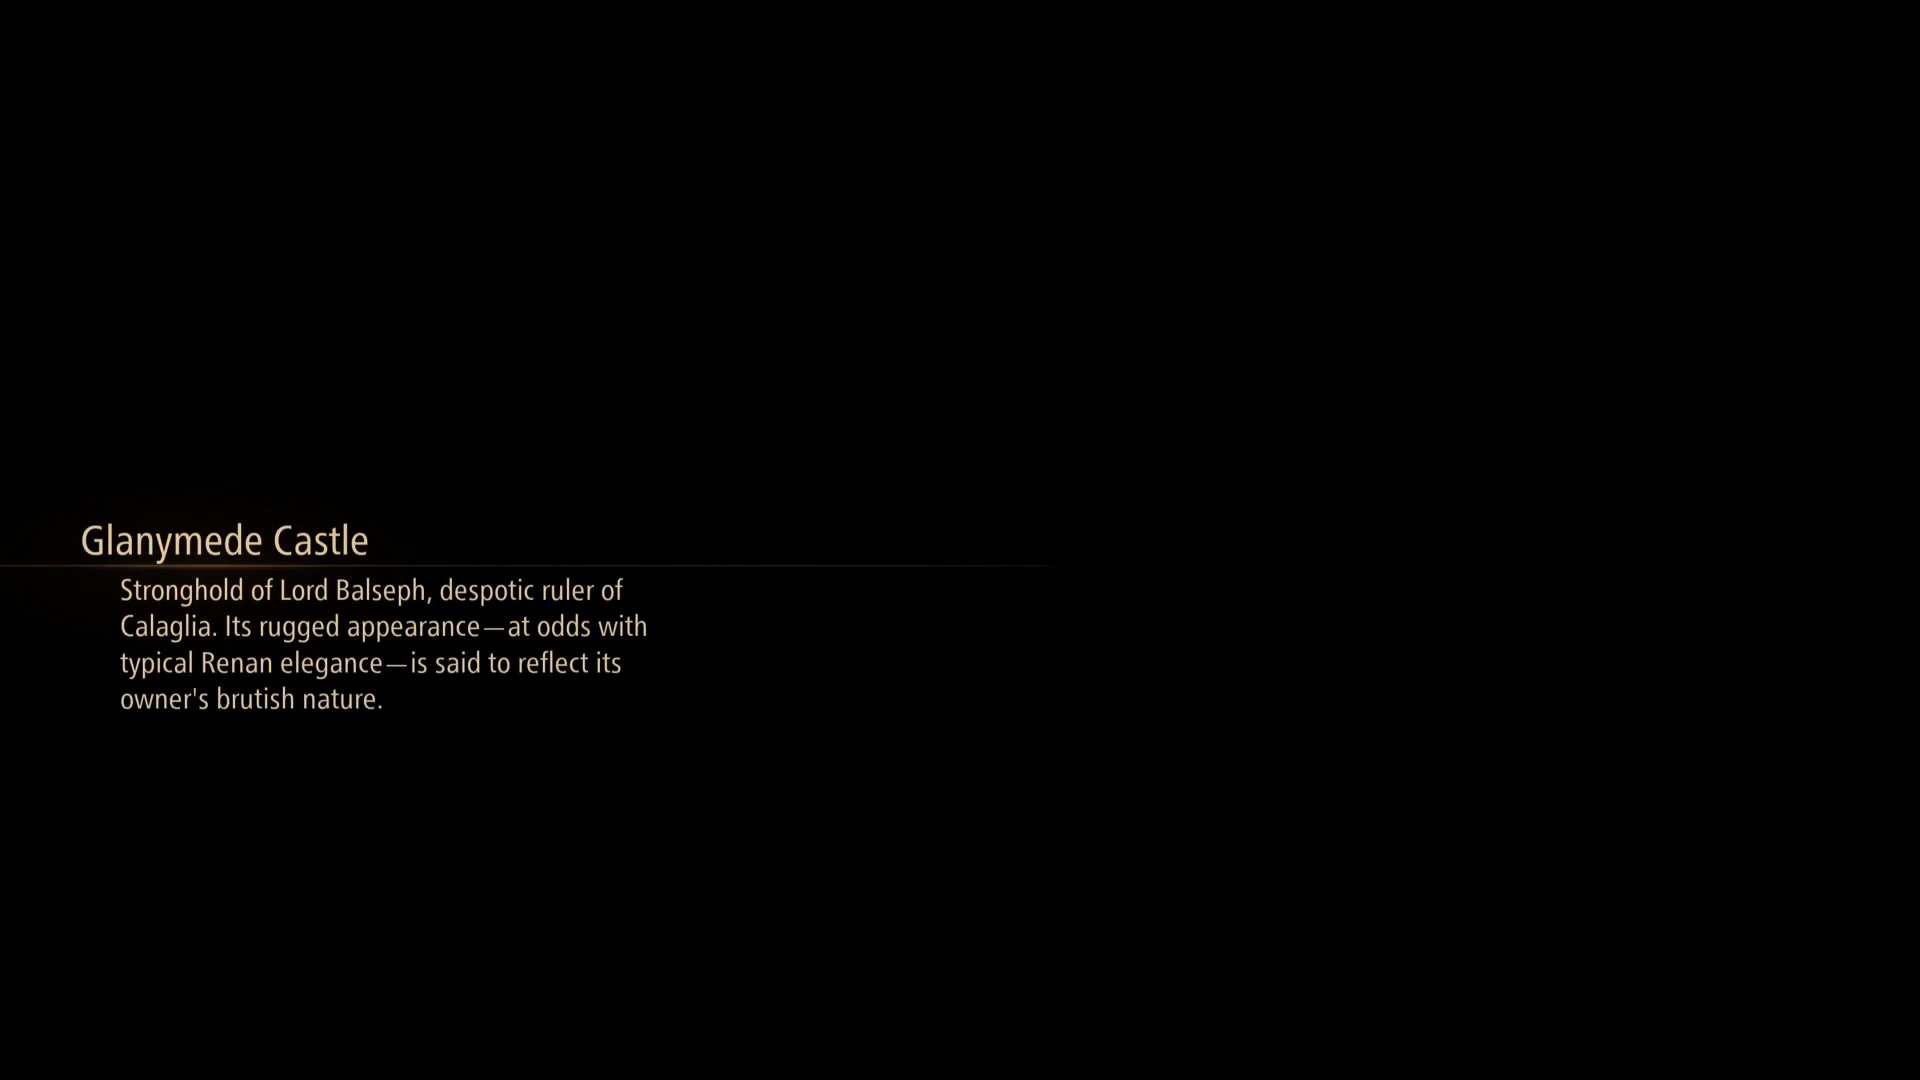 Glanymede Castle
Stronghold of Lord Balseph, despotic ruler of
Calaglia. Its rugged appearance—at odds with
typical Renan elegance—is said to reflect its
owner's brutish nature.